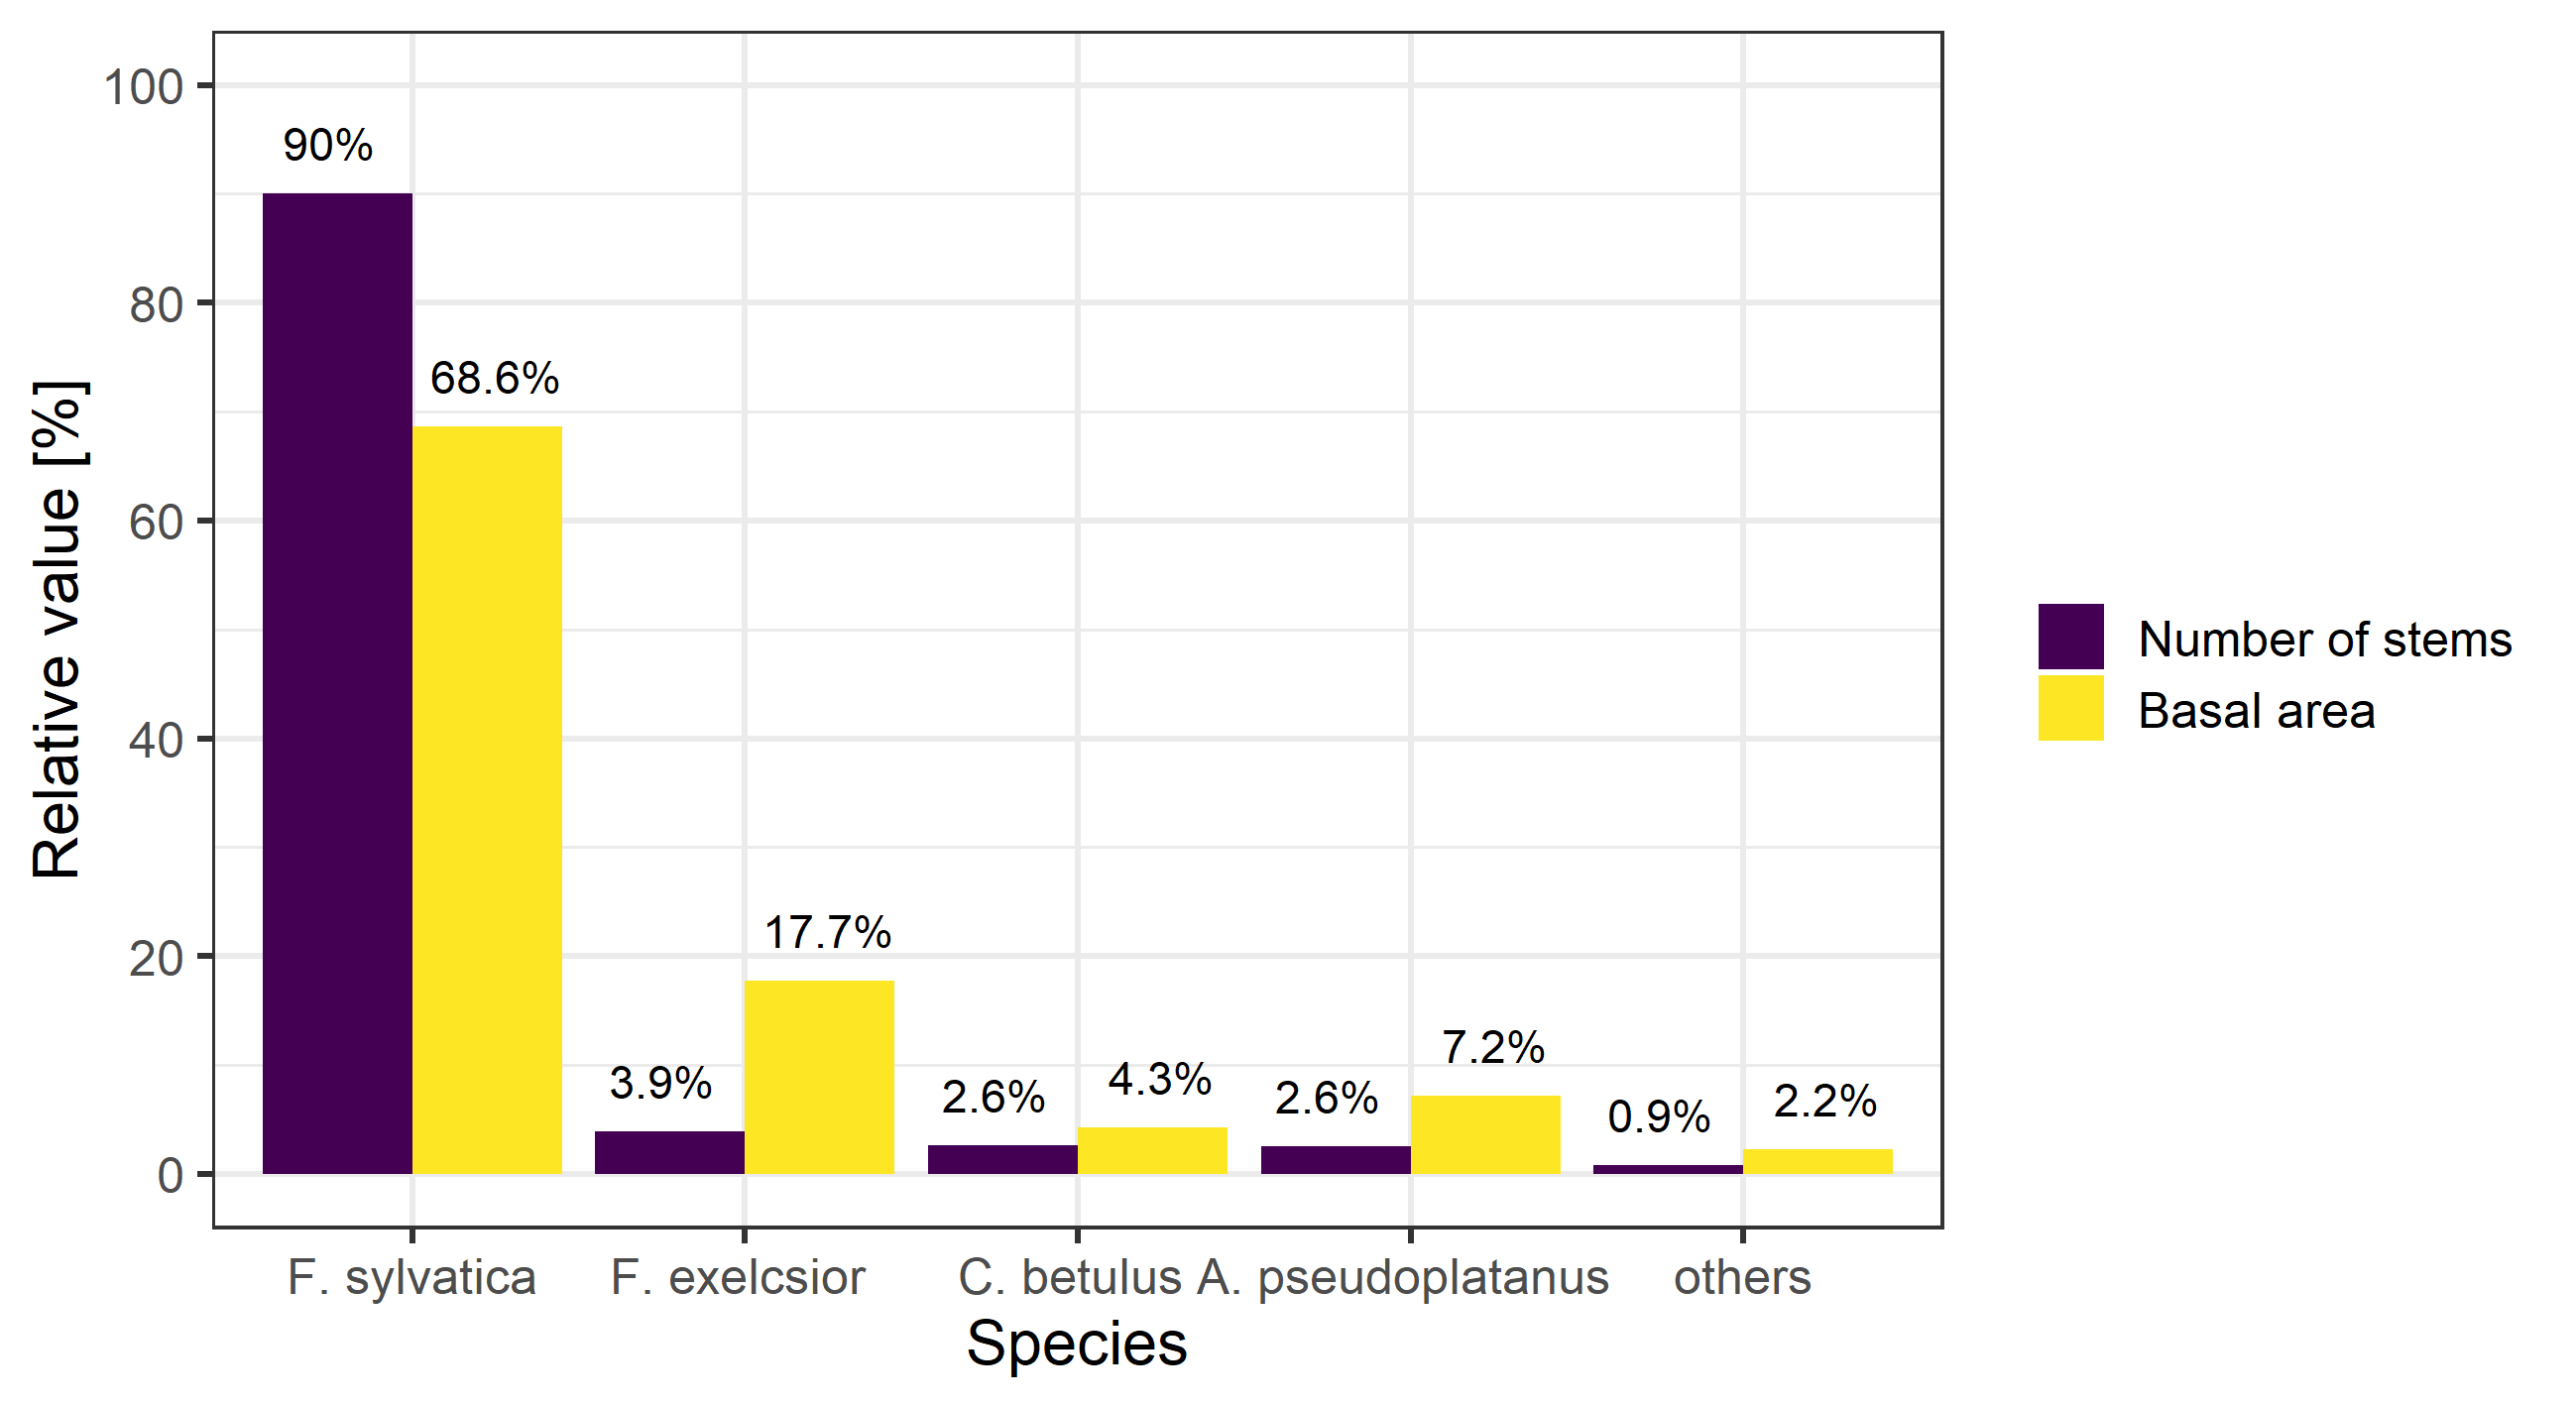 Relative value [%]
100
80
60
40
20
0
90%
68.6%
3.9%
17.7%
2.6%
4.3%
2.6%
7.2%
0.9%
2.2%
F. sylvatica
F. exelcsior
C. betulus
A. pseudoplatanus
others
Species
Number of stems
Basal area